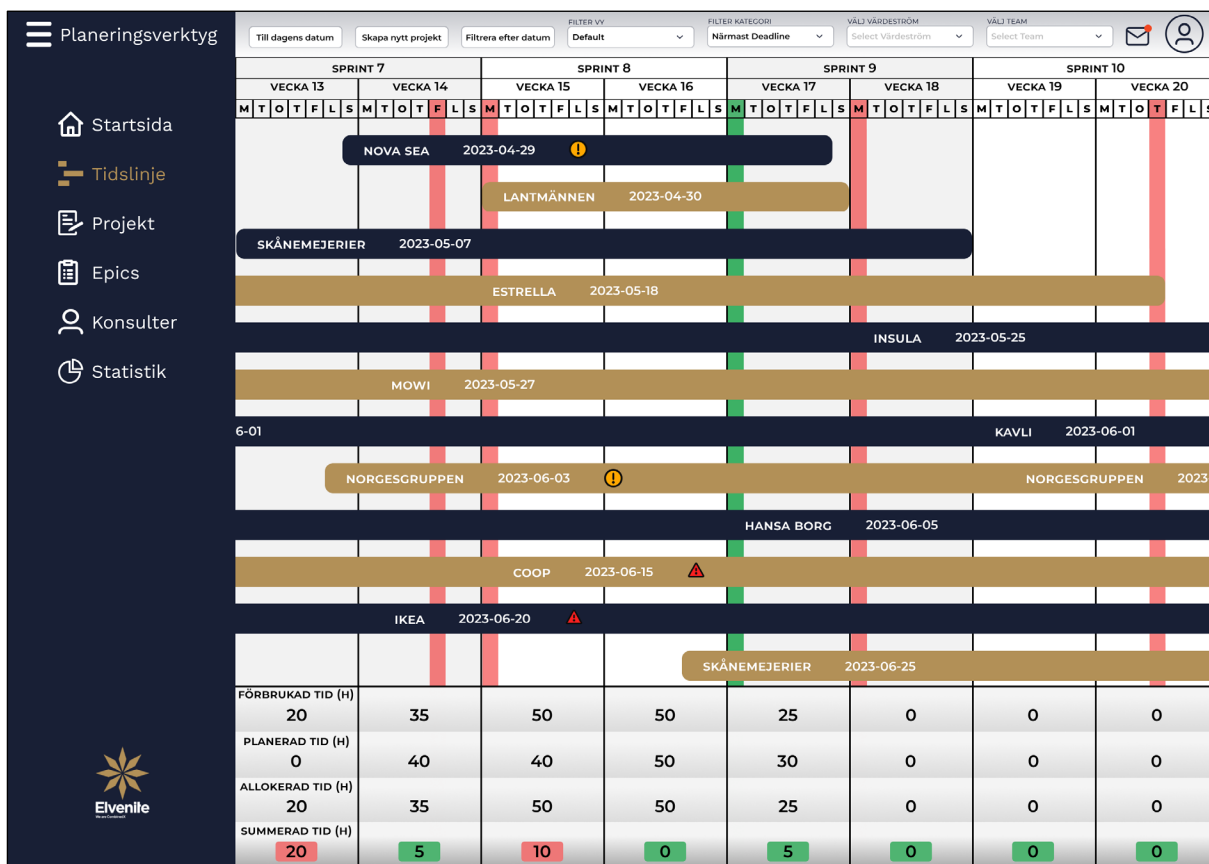 Planeringsverktyg
Till dagens datum
Skapa nytt projekt
Filtrera efter datum
FILTER VY
Default
FILTER KATEGORI
Närmast Deadline
VÄLJ VÄRDESTRÖM
Select Värdeström
VÄLJ TEAM
Select Team
Startsida
Tidslinje
Projekt
Epics
Konsulter
Statistik
SPRINT 7 SPRINT 8 SPRINT 9 SPRINT 10
VECKA 13 VECKA 14 VECKA 15 VECKA 16 VECKA 17 VECKA 18 VECKA 19 VECKA 20
M T O T F L S M T O T F L S M T O T F L S M T O T F L S M T O T F L S M T O T F L S M T O T F L S M T O T F L S
NOVA SEA 2023-04-29
LANTMÄNNEN 2023-04-30
SKÅNEMEJERIER 2023-05-07
ESTRELLA 2023-05-18
INSULA 2023-05-25
MOWI 2023-05-27
6-01 KAVLI 2023-06-01
NORGESGRUPPEN 2023-06-03 NORGESGRUPPEN 2023
HANSA BORG 2023-06-05
COOP 2023-06-15
IKEA 2023-06-20
SKÅNEMEJERIER 2023-06-25
FÖRBRUKAD TID (H)
20 35 50 50 25 0 0 0
PLANERAD TID (H)
0 40 40 50 30 0 0 0
ALLOKERAD TID (H)
20 35 50 50 25 0 0 0
SUMMERAD TID (H)
20 5 10 0 5 0 0 0
Elvenite